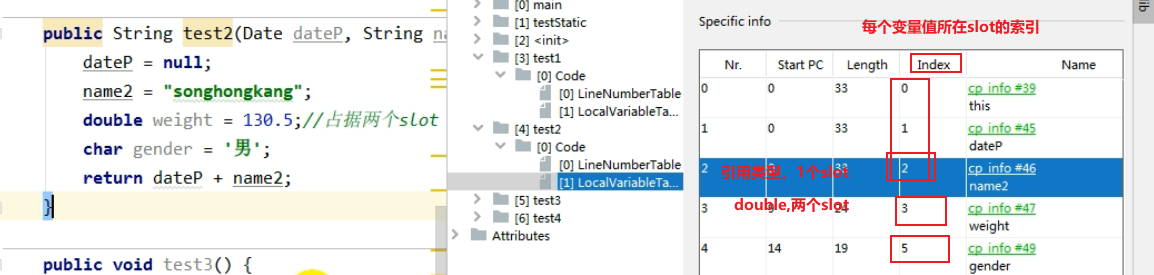 public String test2(Date dateP, String na
dateP = null;
name2 = "songhongkang";
double weight = 130.5;//占据两个slot
char gender = '男';
return dateP + name2;
}
public void test3() {
[0] main
[1] testStatic
[2] <init>
[3] test1
[0] Code
[0] LineNumberTable
[1] LocalVariableTa...
[4] test2
[0] Code
[0] LineNumberTable
[1] LocalVariableTa...
[5] test3
[6] test4
Attributes
Specific info
每个变量值所在slot的索引
Nr. Start PC Length Index Name
0 0 33 0 cp info #39
this
1 0 33 1 cp info #45
dateP
2 33 2 cp info #46
引用类型，1个slot
name2
double,两个slot
3 9 24 3 cp info #47
weight
4 14 19 5 cp info #49
gender